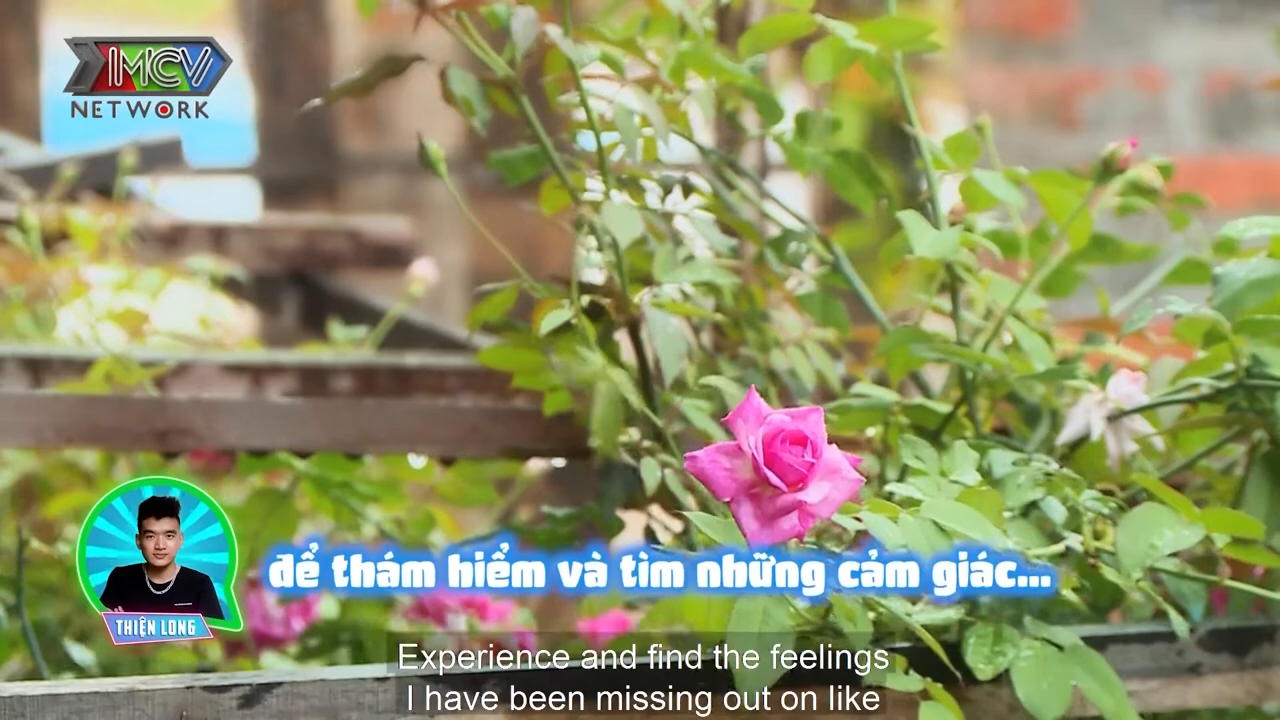 MCV
NETWORK
để thám hiểm và tìm những cảm giác...
THIỆN LONG
Experience and find the feelings
I have been missing out on like